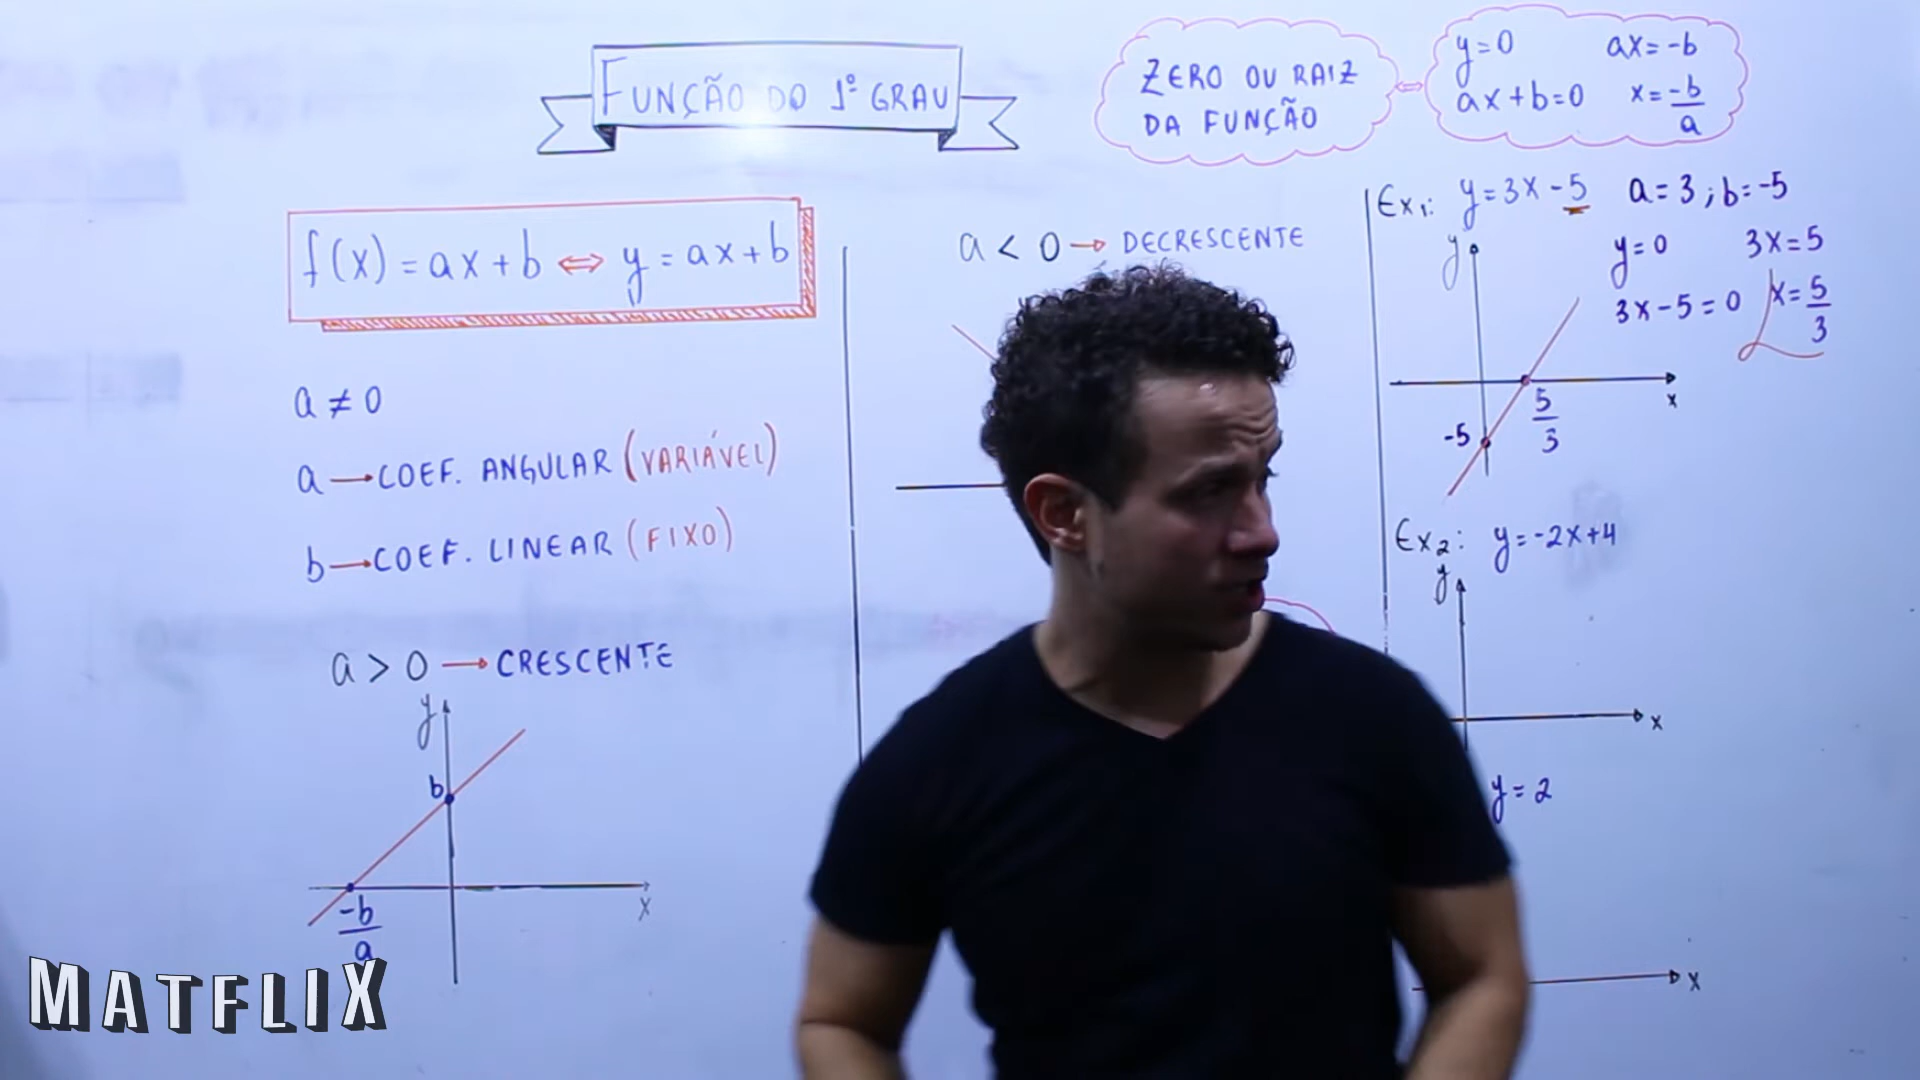 FUNÇÃO DO 1º GRAU
f(x) = ax + b ⇔ y = ax + b
a ≠ 0
a → COEF. ANGULAR (VARIÁVEL)
b → COEF. LINEAR (FIXO)
a > 0 → CRESCENTE
y
b
-b/a
x
a < 0 → DECRESCENTE
ZERO OU RAIZ
DA FUNÇÃO
y = 0 ax = -b
ax + b = 0 x = -b/a
Ex1: y = 3x - 5 a = 3 ; b = -5
y = 0 3x = 5
3x - 5 = 0 x = 5/3
y
x
5/3
-5
Ex2: y = -2x + 4
y
x
y = 2
x
MATFLIX